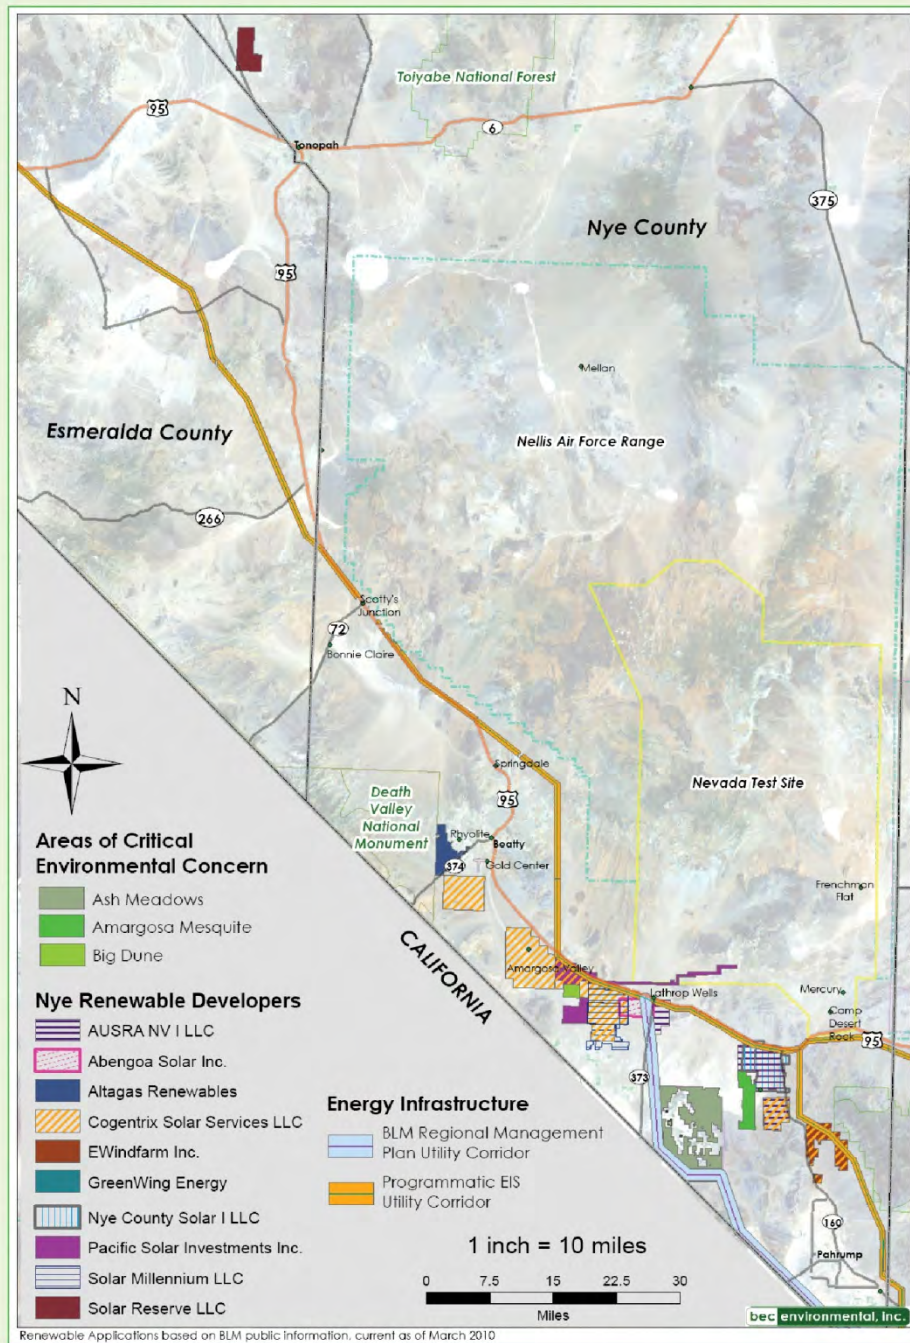 Toiyabe National Forest
95
6
Tonopah
375
Nye County
95
Mellan
Esmeralda County
Nellis Air Force Range
266
Scotty's
Junction
72
Bonnie Claire
N
Springdale
Nevada Test Site
95
Death
Valley
National
Monument
Rhyolite
Beatty
374
Gold Center
Frenchman
Flat
CALIFORNIA
Amargosa Valley
Lathrop Wells
Mercury
Camp
Desert
Rock
95
373
160
Pahrump
Areas of Critical
Environmental Concern
Ash Meadows
Amargosa Mesquite
Big Dune
Nye Renewable Developers
AUSRA NV I LLC
Abengoa Solar Inc.
Altagas Renewables
Cogentrix Solar Services LLC
EWindfarm Inc.
GreenWing Energy
Nye County Solar I LLC
Pacific Solar Investments Inc.
Solar Millennium LLC
Solar Reserve LLC
Energy Infrastructure
BLM Regional Management
Plan Utility Corridor
Programmatic EIS
Utility Corridor
1 inch = 10 miles
0 7.5 15 22.5 30
Miles
bec environmental, inc.
Renewable Applications based on BLM public information, current as of March 2010